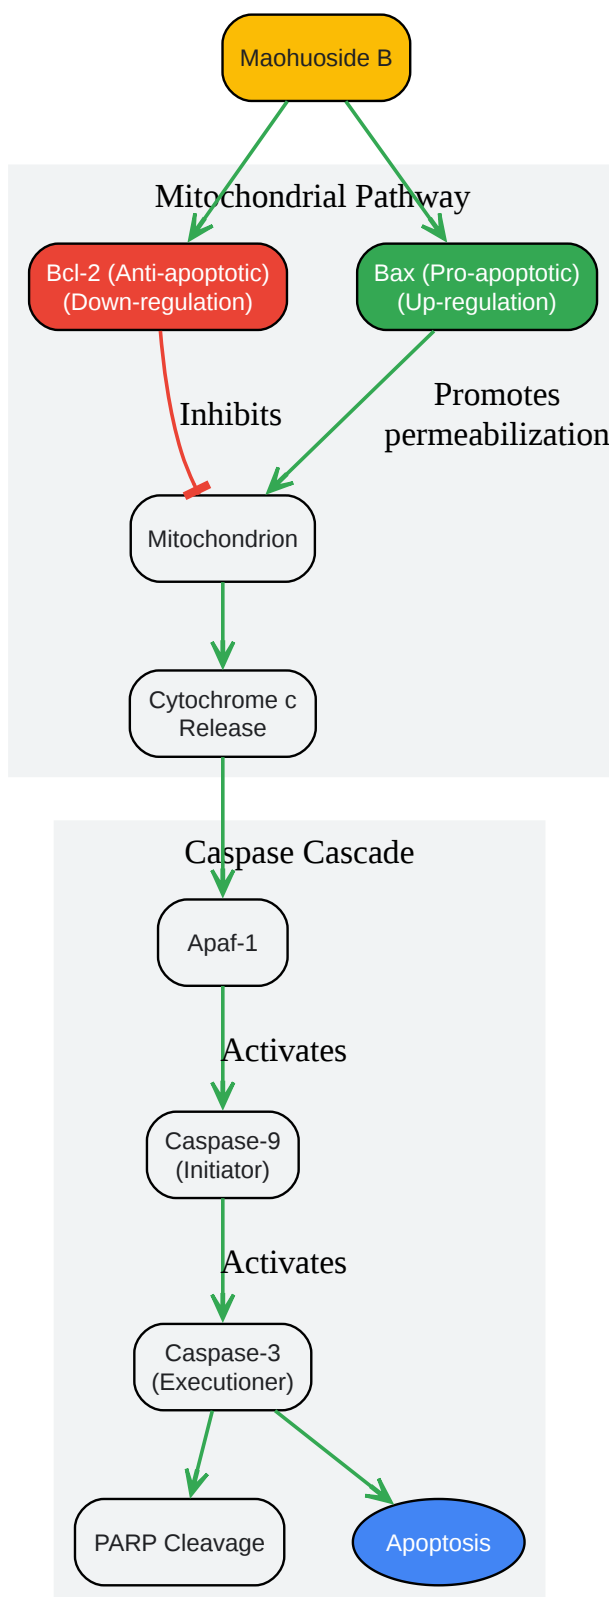 Maohuoside B
Mitochondrial Pathway
Bcl-2 (Anti-apoptotic)
(Down-regulation)
Bax (Pro-apoptotic)
(Up-regulation)
Inhibits
Promotes
permeabilization
Mitochondrion
Cytochrome c
Release
Caspase Cascade
Apaf-1
Activates
Caspase-9
(Initiator)
Activates
Caspase-3
(Executioner)
PARP Cleavage
Apoptosis